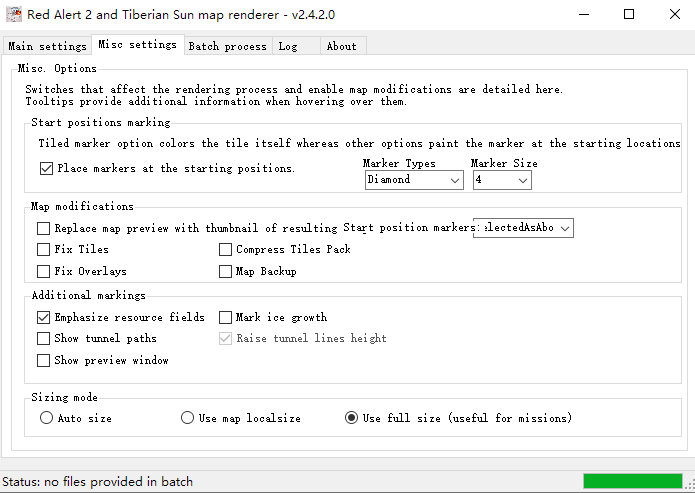 Red Alert 2 and Tiberian Sun map renderer - v2.4.2.0
Main settings Misc settings Batch process Log About
Misc. Options
Switches that affect the rendering process and enable map modifications are detailed here.
Tooltips provide additional information when hovering over them.
Start positions marking
Tiled marker option colors the tile itself whereas other options paint the marker at the starting locations
Marker Types Marker Size
Place markers at the starting positions.
Diamond 4
Map modifications
Replace map preview with thumbnail of resulting Start position markers: electedAsAbo
Fix Tiles Compress Tiles Pack
Fix Overlays Map Backup
Additional markings
Emphasize resource fields Mark ice growth
Show tunnel paths Raise tunnel lines height
Show preview window
Sizing mode
Auto size Use map localsize Use full size (useful for missions)
Status: no files provided in batch